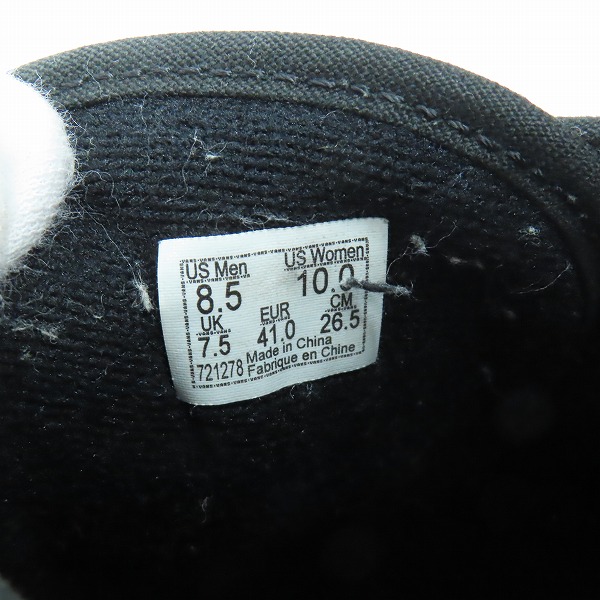 US Men US Women
8.5 10.0
UK EUR CM
7.5 41.0 26.5
721278 Made in China
Fabrique en Chine